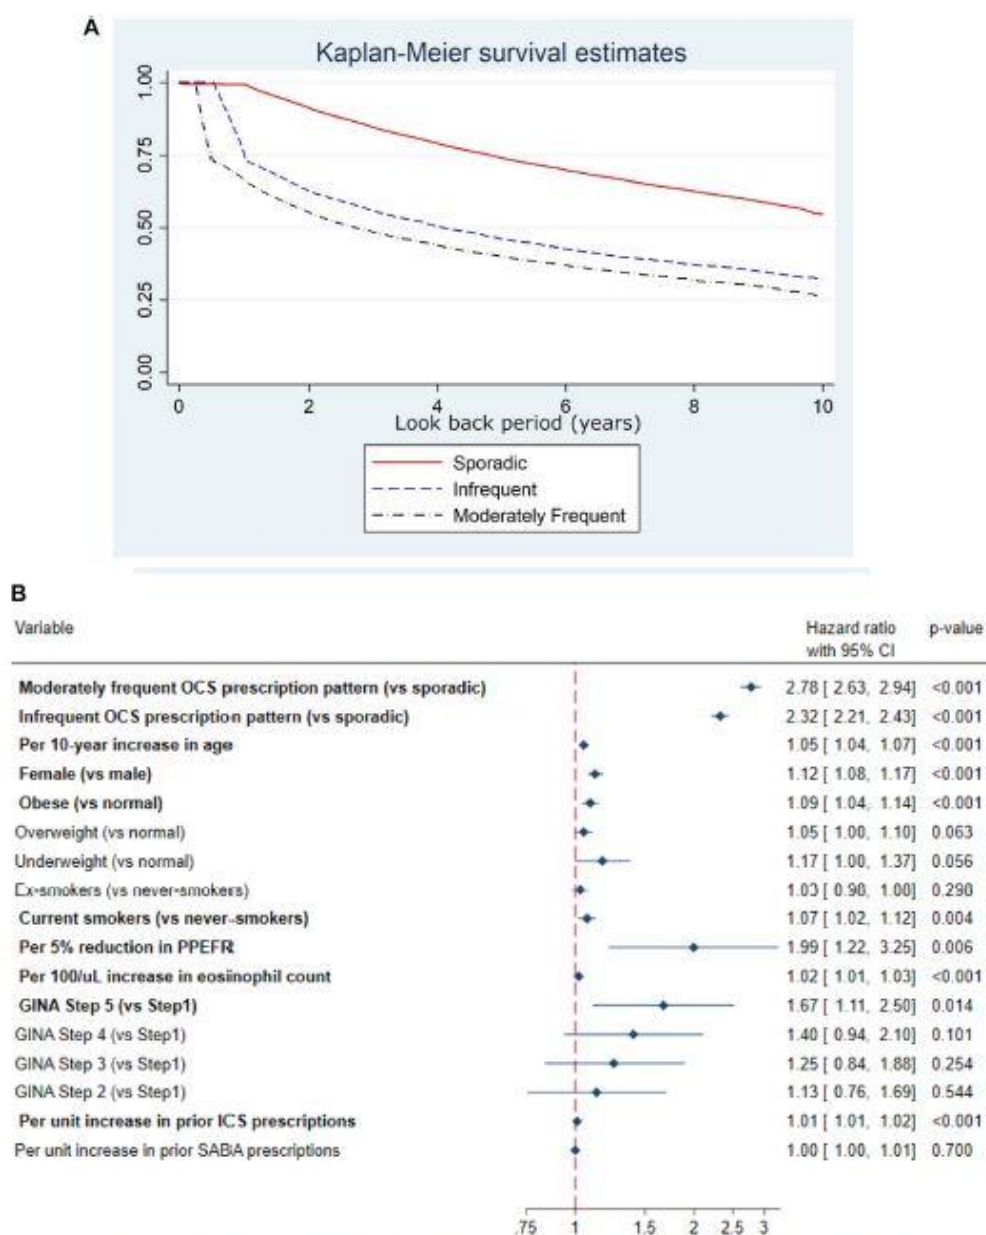 A
Kaplan-Meier survival estimates
1.00
0.75
0.50
0.25
0.00
0 2 4 6 8 10
Look back period (years)
Sporadic
Infrequent
Moderately Frequent
B
Variable Hazard ratio with 95% CI p-value
Moderately frequent OCS prescription pattern (vs sporadic) 2.78 [ 2.63, 2.94] <0.001
Infrequent OCS prescription pattern (vs sporadic) 2.32 [ 2.21, 2.43] <0.001
Per 10-year increase in age 1.05 [ 1.04, 1.07] <0.001
Female (vs male) 1.12 [ 1.08, 1.17] <0.001
Obese (vs normal) 1.09 [ 1.04, 1.14] <0.001
Overweight (vs normal) 1.05 [ 1.00, 1.10] 0.063
Underweight (vs normal) 1.17 [ 1.00, 1.37] 0.056
Ex-smokers (vs never-smokers) 1.03 [ 0.98, 1.00] 0.290
Current smokers (vs never-smokers) 1.07 [ 1.02, 1.12] 0.004
Per 5% reduction in PPEFR 1.99 [ 1.22, 3.25] 0.006
Per 100/uL increase in eosiinophil count 1.02 [ 1.01, 1.03] <0.001
GINA Step 5 (vs Step1) 1.67 [ 1.11, 2.50] 0.014
GINA Step 4 (vs Step1) 1.40 [ 0.94, 2.10] 0.101
GINA Step 3 (vs Step1) 1.25 [ 0.84, 1.88] 0.254
GINA Step 2 (vs Step1) 1.13 [ 0.76, 1.69] 0.544
Per unit increase in prior ICS prescriptions 1.01 [ 1.01, 1.02] <0.001
Per unit increase in prior SABA prescriptions 1.00 [ 1.00, 1.01] 0.700
.75 1 1.5 2 2.5 3